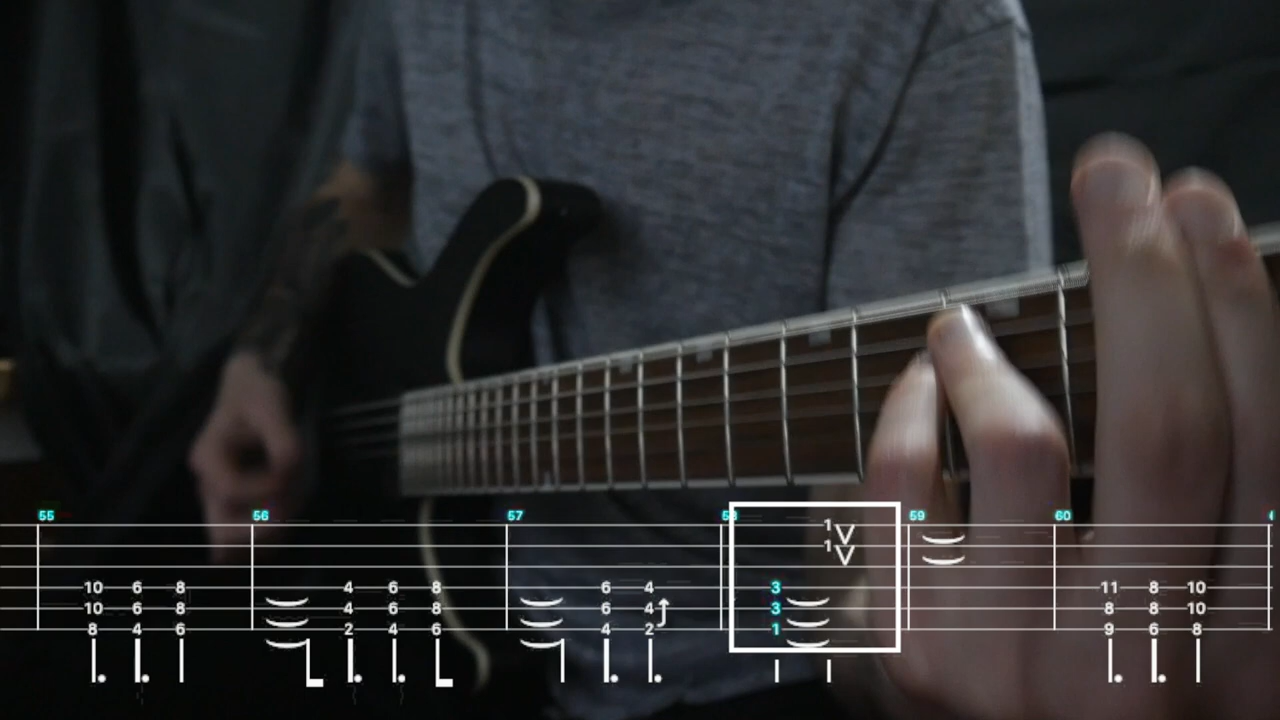 55 56 57 58 59 60
1
1
10 6 8 4 6 8 6 4 3 11 8 10
10 6 8 4 6 8 6 4 3 8 8 10
8 4 6 2 4 6 4 2 1 9 6 8